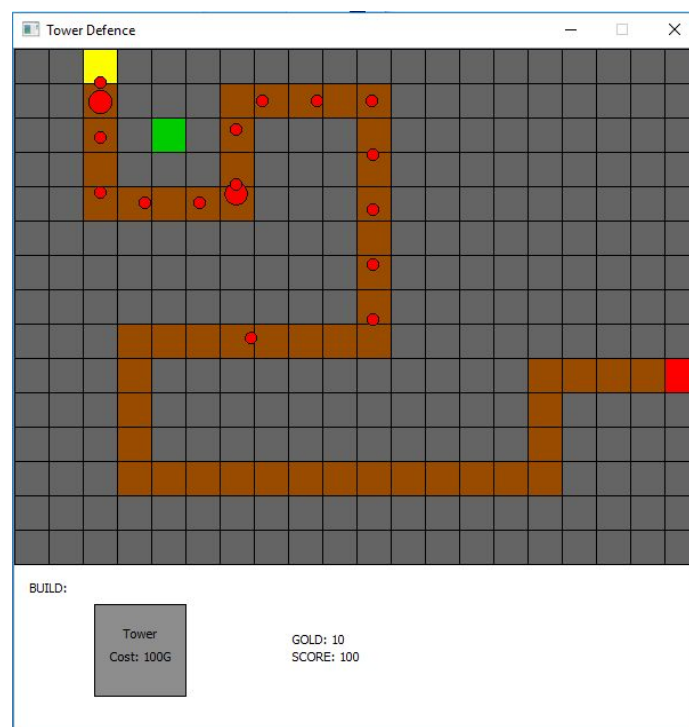 Tower Defence
BUILD:
Tower
Cost: 100G
GOLD: 10
SCORE: 100